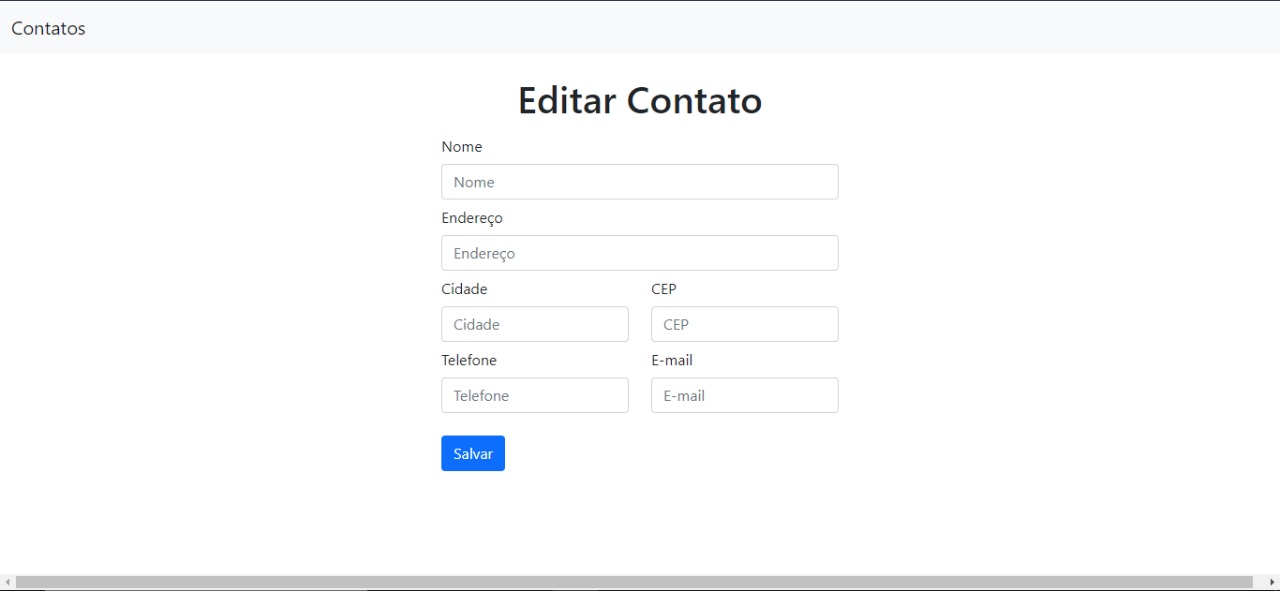 Contatos
Editar Contato
Nome
Nome
Endereço
Endereço
Cidade CEP
Cidade CEP
Telefone E-mail
Telefone E-mail
Salvar